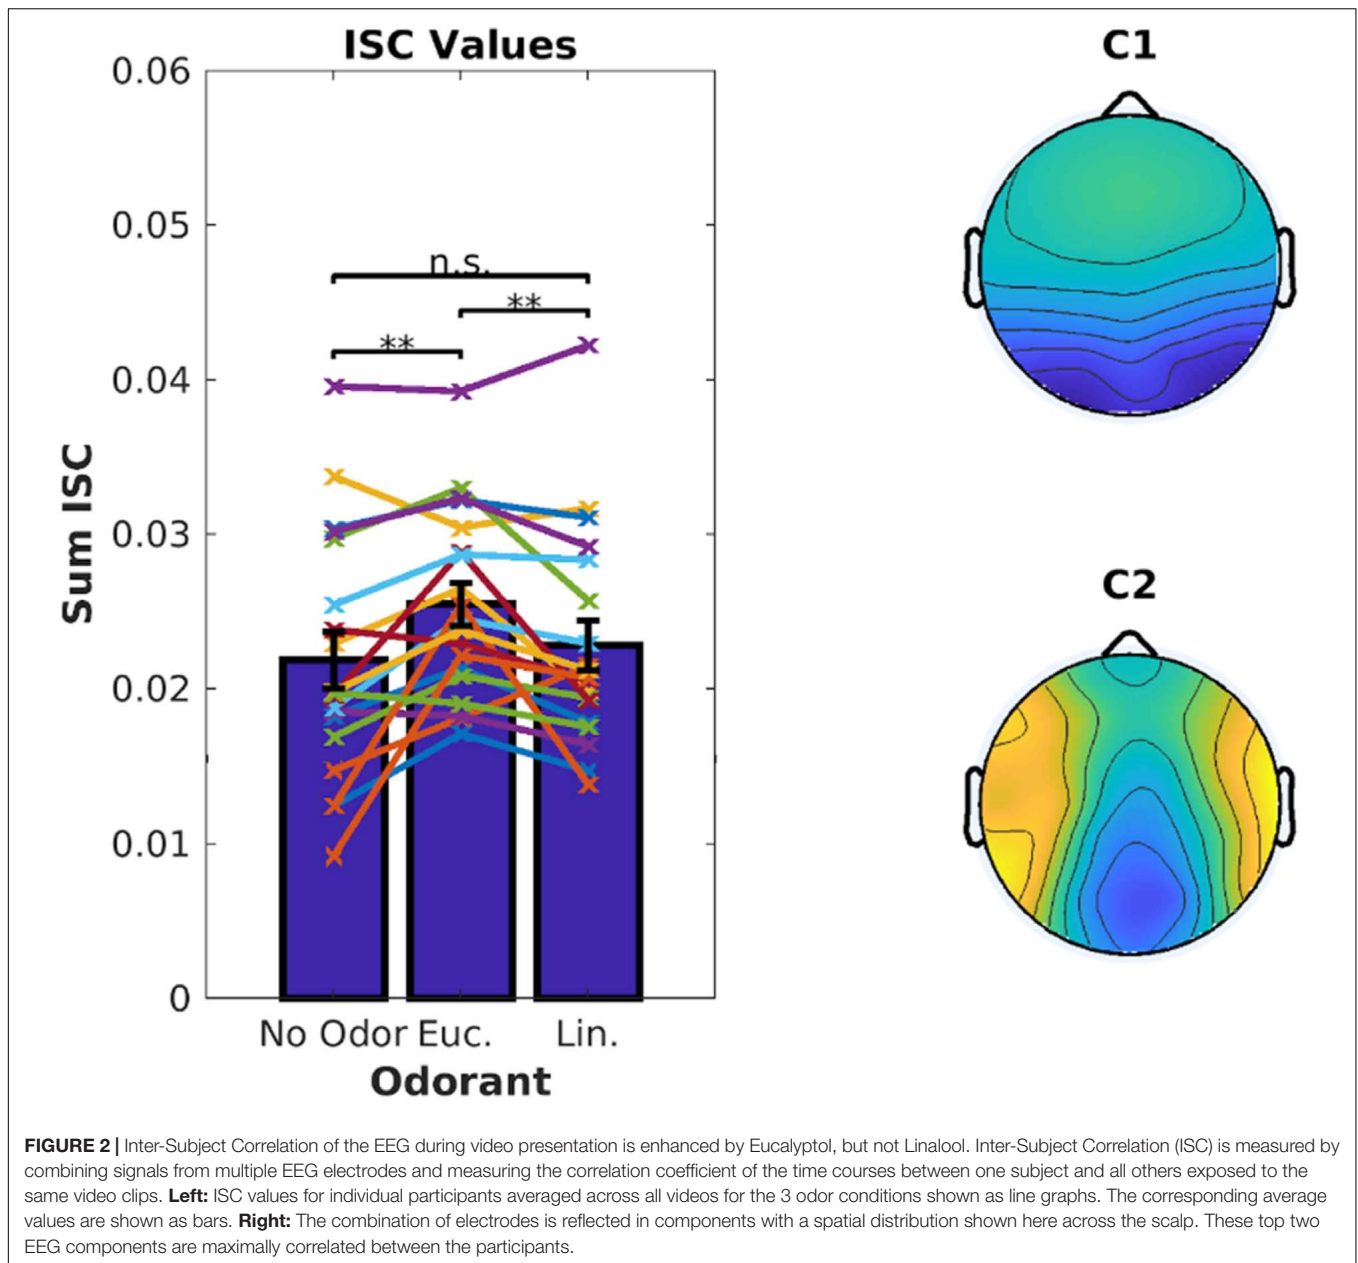 ISC Values
0.06
0.05
0.04
0.03
0.02
0.01
0
Sum ISC
n.s.
**
**
No Odor Euc. Lin.
Odorant
C1
C2
FIGURE 2 | Inter-Subject Correlation of the EEG during video presentation is enhanced by Eucalyptol, but not Linalool. Inter-Subject Correlation (ISC) is measured by
combining signals from multiple EEG electrodes and measuring the correlation coefficient of the time courses between one subject and all others exposed to the
same video clips. Left: ISC values for individual participants averaged across all videos for the 3 odor conditions shown as line graphs. The corresponding average
values are shown as bars. Right: The combination of electrodes is reflected in components with a spatial distribution shown here across the scalp. These top two
EEG components are maximally correlated between the participants.